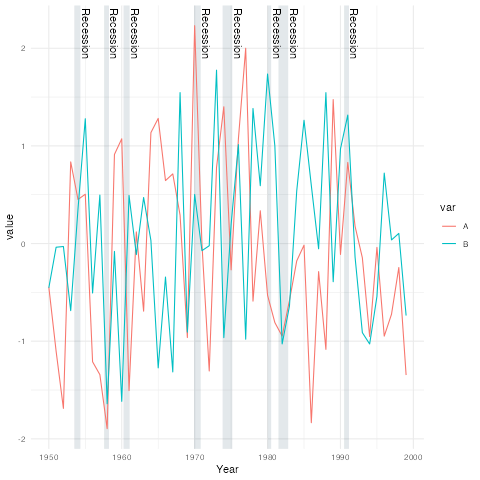 Recession Recession Recession Recession Recession Recession Recession Recession
2
1
0
-1
-2
value
1950 1960 1970 1980 1990 2000
Year
var
A
B